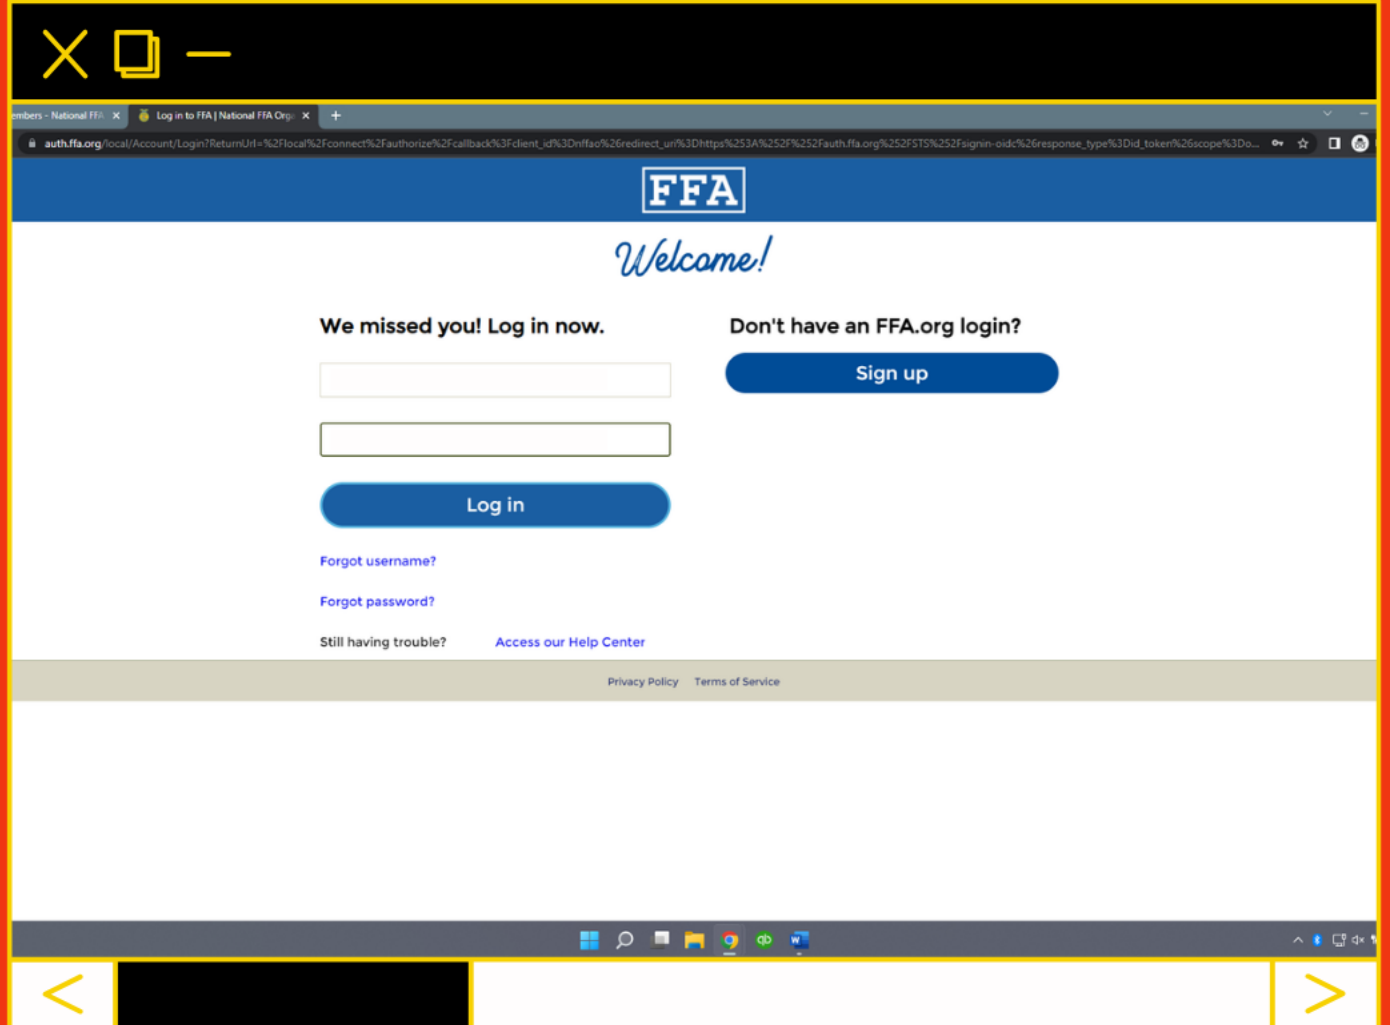 embers - National FFA
Log in to FFA | National FFA Orga
auth.ffa.org/local/Account/Login?ReturnUrl=%2Flocal%2Fconnect%2Fauthorize%2Fcallback%3Fclient_id%3Dnffao%26redirect_uri%3Dhttps%253A%252F%252Fauth.ffa.org%252FSTS%252Fsignin-oidc%26response_type%3Did_token%26scope%3Do...
FFA
Welcome!
We missed you! Log in now.
Don't have an FFA.org login?
Sign up
Log in
Forgot username?
Forgot password?
Still having trouble? Access our Help Center
Privacy Policy Terms of Service
qb
W